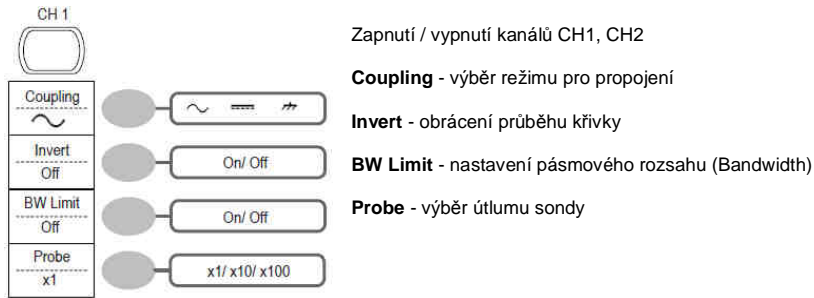 CH 1
Coupling
Invert
Off
On/ Off
BW Limit
Off
On/ Off
Probe
x1
x1/ x10/ x100
Zapnutí / vypnutí kanálů CH1, CH2
Coupling - výběr režimu pro propojení
Invert - obrácení průběhu křivky
BW Limit - nastavení pásmového rozsahu (Bandwidth)
Probe - výběr útlumu sondy